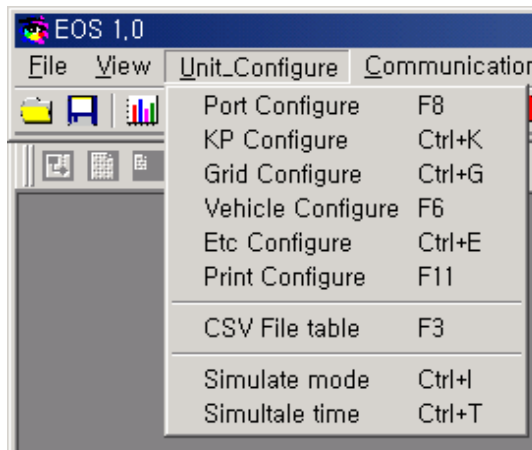 EOS 1,0
File View Unit_Configure Communication
Port Configure F8
KP Configure Ctrl+K
Grid Configure Ctrl+G
Vehicle Configure F6
Etc Configure Ctrl+E
Print Configure F11
CSV File table F3
Simulate mode Ctrl+I
Simultale time Ctrl+T